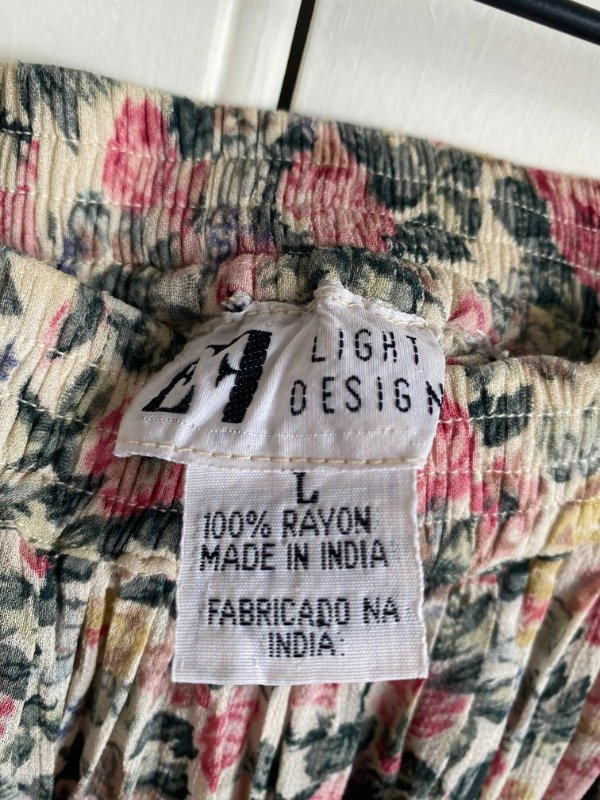 LIGHT
DESIGN
L
100% RAYON
MADE IN INDIA
FABRICADO NA
INDIA: